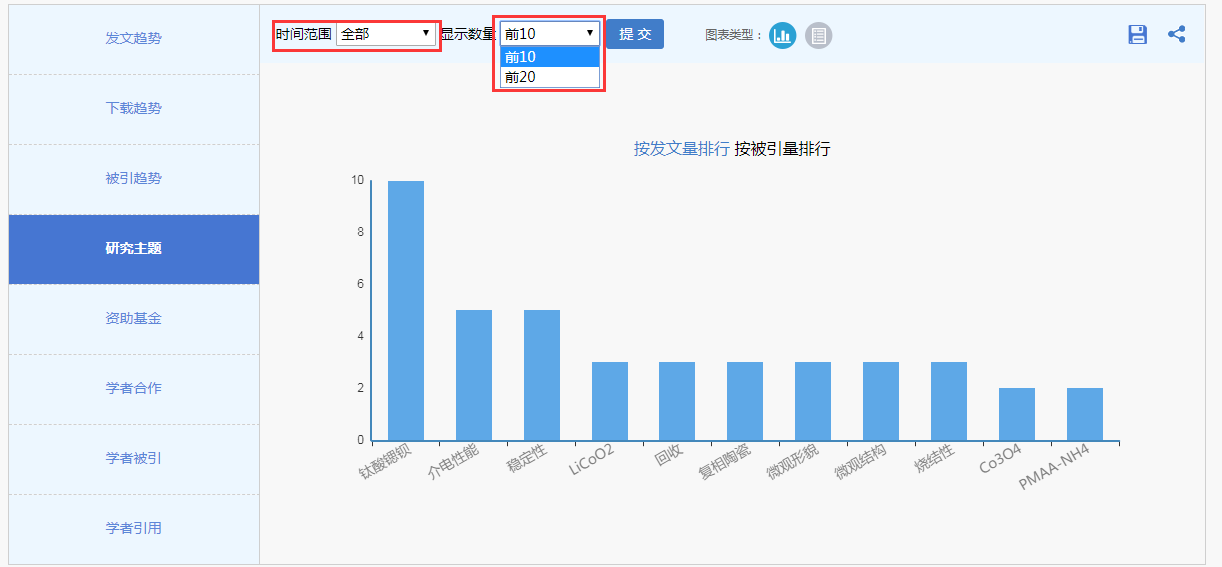 时间范围 全部 显示数量 前10 提 交 图表类型：
前10
前20
发文趋势
下载趋势
被引趋势
研究主题
资助基金
学者合作
学者被引
学者引用
按发文量排行 按被引量排行
10
8
6
4
2
0
钛酸锶钡
介电性能
稳定性
LiCoO2
回收
复相陶瓷
微观形貌
微观结构
烧结性
Co3O4
PMAA-NH4